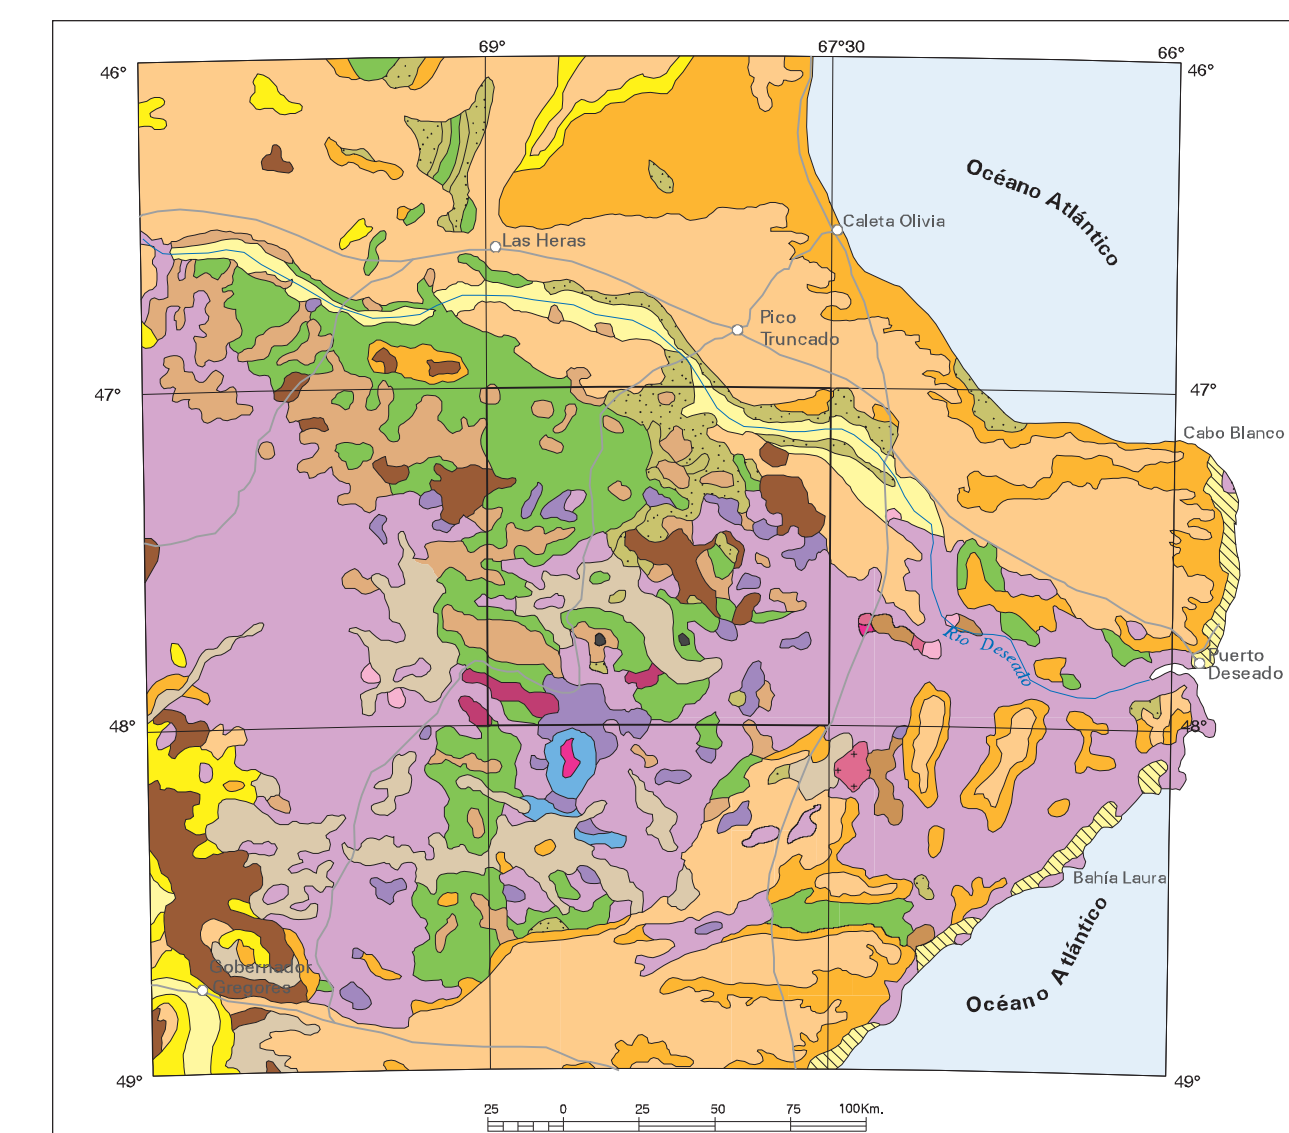 69°
67°30
66°
46°
46°
Océano Atlántico
Caleta Olivia
Las Heras
Pico
Truncado
47°
47°
Cabo Blanco
Río Deseado
Puerto
Deseado
48°
48°
Bahía Laura
Océano Atlántico
Gobernador
Gregores
49°
49°
25 0 25 50 75 100Km.